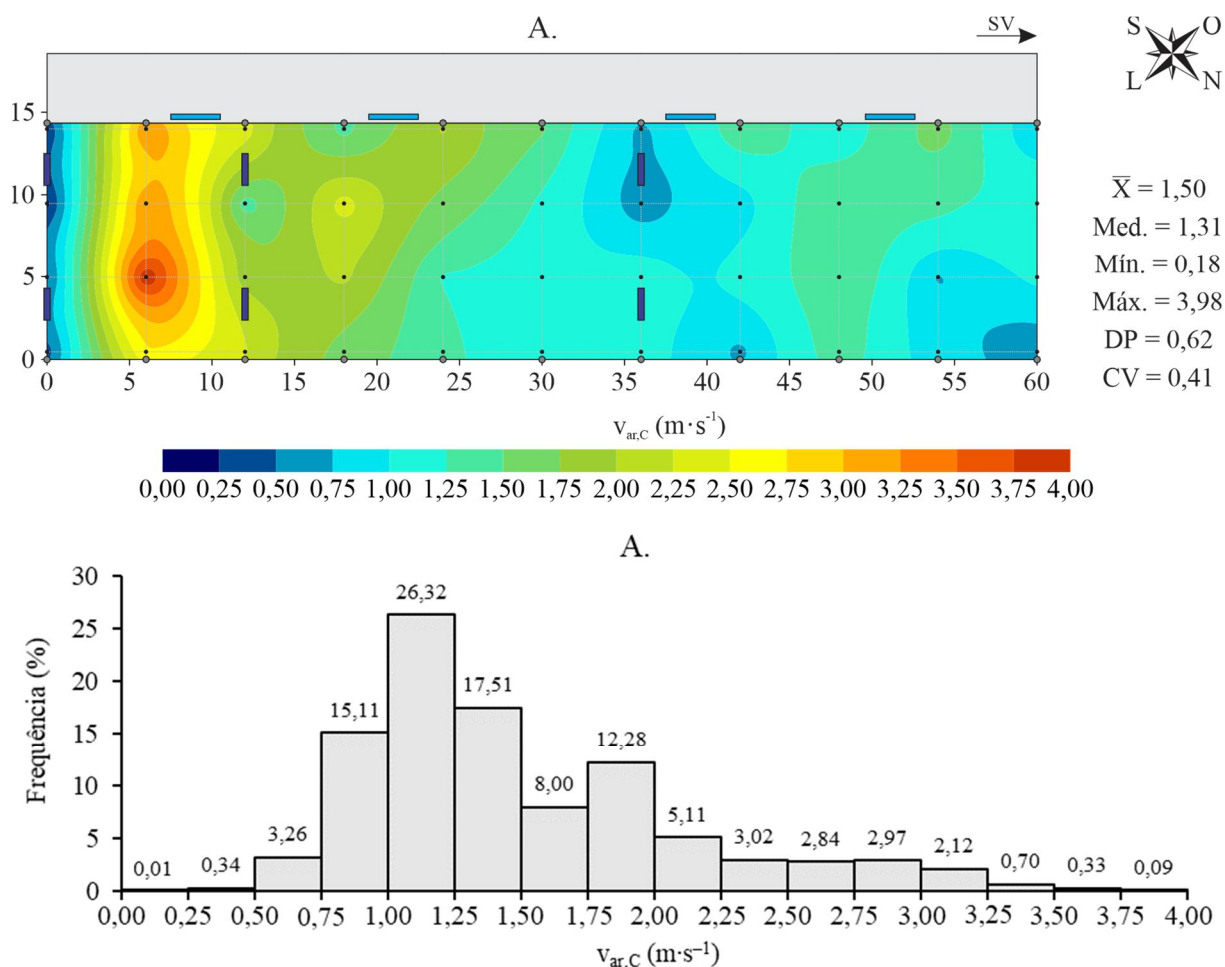 A.
SV
S O
L N
15
10
5
0
0 5 10 15 20 25 30 35 40 45 50 55 60
v_ar,C (m·s⁻¹)
X̅ = 1,50
Med. = 1,31
Mín. = 0,18
Máx. = 3,98
DP = 0,62
CV = 0,41
0,00 0,25 0,50 0,75 1,00 1,25 1,50 1,75 2,00 2,25 2,50 2,75 3,00 3,25 3,50 3,75 4,00
A.
Frequência (%)
30
25
20
15
10
5
0
0,01 0,34 3,26 15,11 26,32 17,51 8,00 12,28 5,11 3,02 2,84 2,97 2,12 0,70 0,33 0,09
0,00 0,25 0,50 0,75 1,00 1,25 1,50 1,75 2,00 2,25 2,50 2,75 3,00 3,25 3,50 3,75 4,00
v_ar,C (m·s⁻¹)